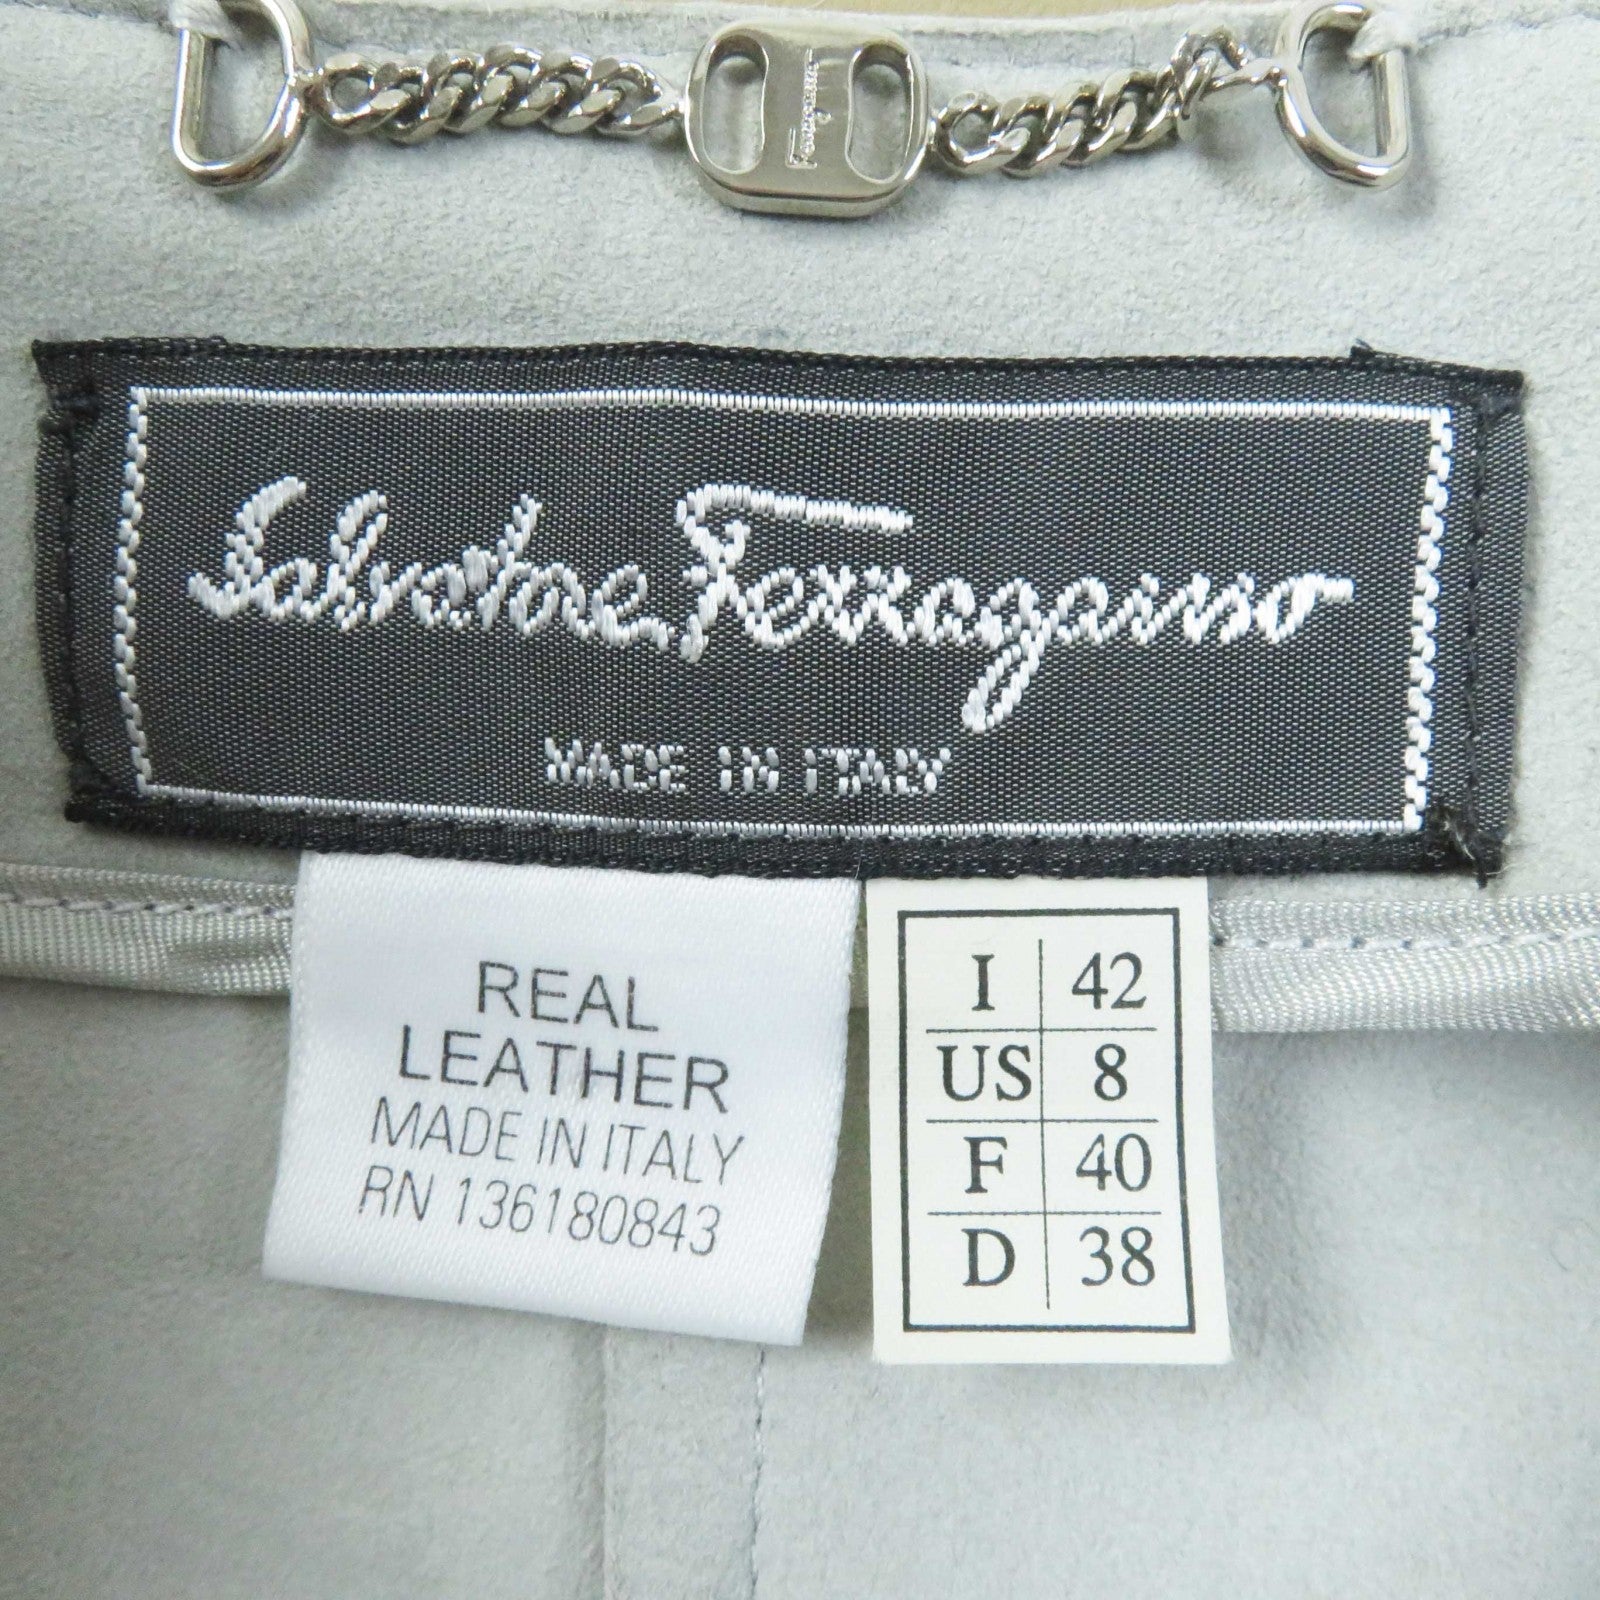 Ferragamo
Salvatore Ferragamo
MADE IN ITALY
REAL
LEATHER
MADE IN ITALY
RN 136180843
I 42
US 8
F 40
D 38